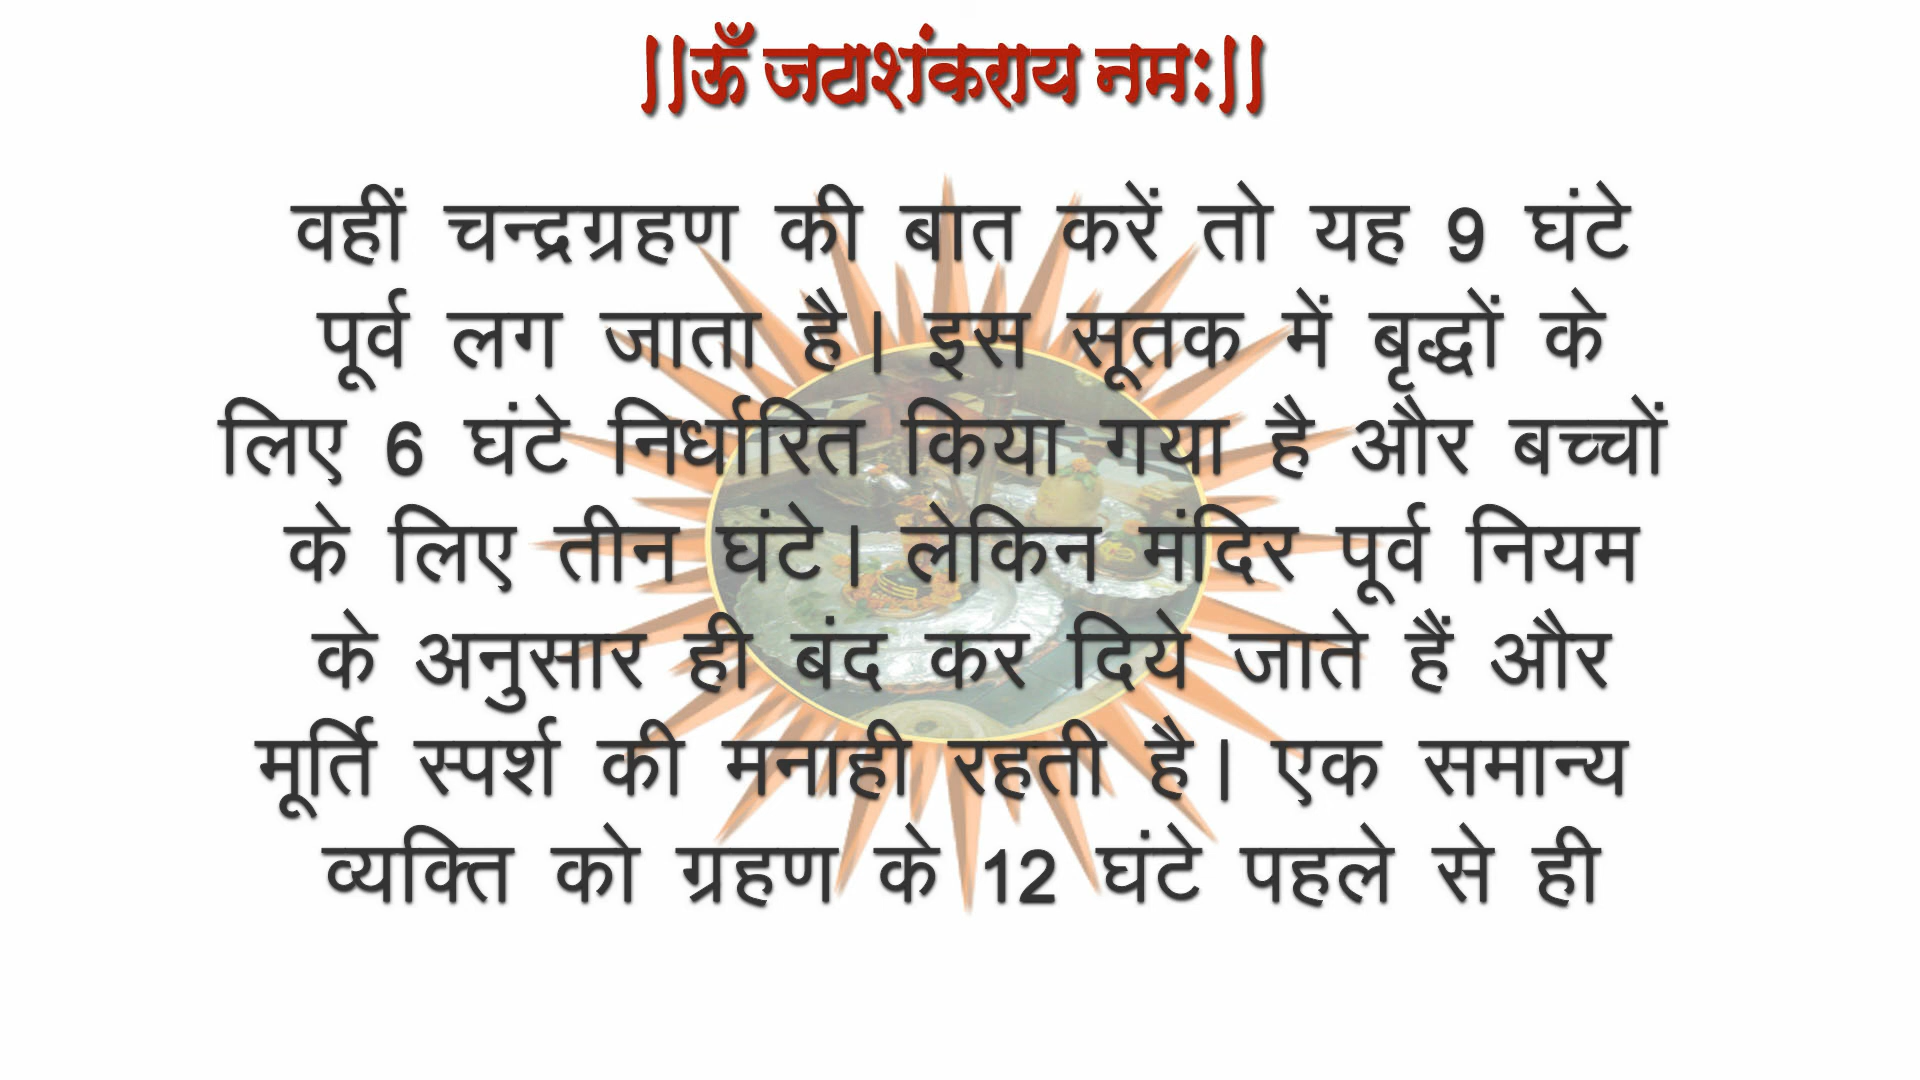 ||ऊँ जटाशंकराय नमः||
वहीं चन्द्रग्रहण की बात करें तो यह 9 घंटे
पूर्व लग जाता है। इस सूतक में बृद्धों के
लिए 6 घंटे निर्धारित किया गया है और बच्चों
के लिए तीन घंटे। लेकिन मंदिर पूर्व नियम
के अनुसार ही बंद कर दिये जाते हैं और
मूर्ति स्पर्श की मनाही रहती है। एक समान्य
व्यक्ति को ग्रहण के 12 घंटे पहले से ही